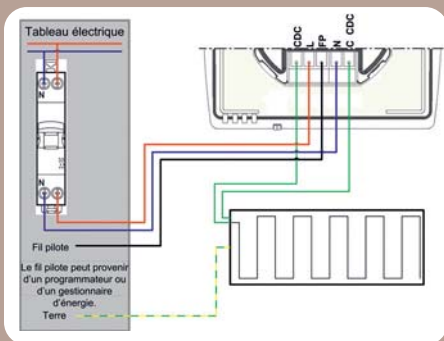 Tableau électrique
N
N
Fil pilote
Le fil pilote peut provenir
d'un programmateur ou
d'un gestionnaire
d'énergie.
Terre
CDC
L
FP
N
C CDC